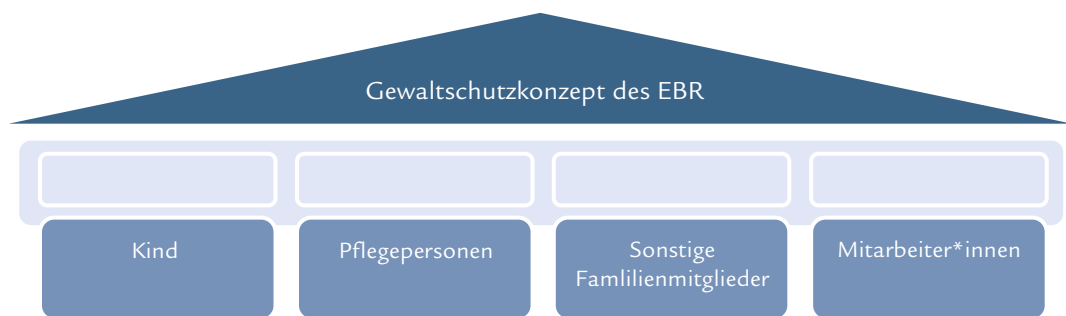 Gewaltschutzkonzept des EBR
Kind
Pflegepersonen
Sonstige
Famlilienmitglieder
Mitarbeiter*innen